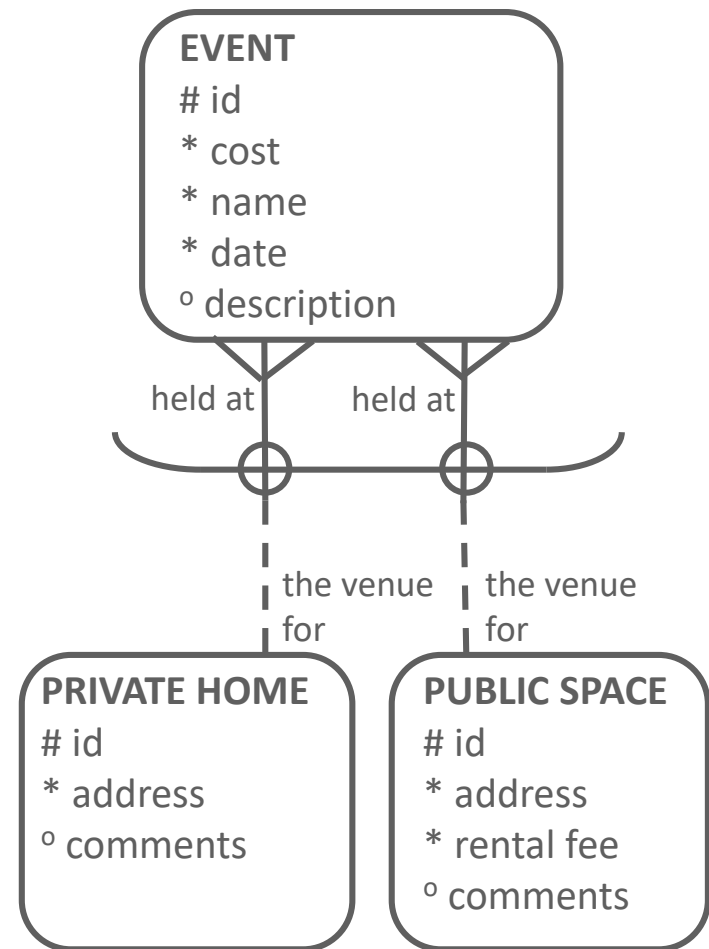 EVENT
# id
* cost
* name
* date
o description
held at
held at
the venue
for
the venue
for
PRIVATE HOME
# id
* address
o comments
PUBLIC SPACE
# id
* address
* rental fee
o comments